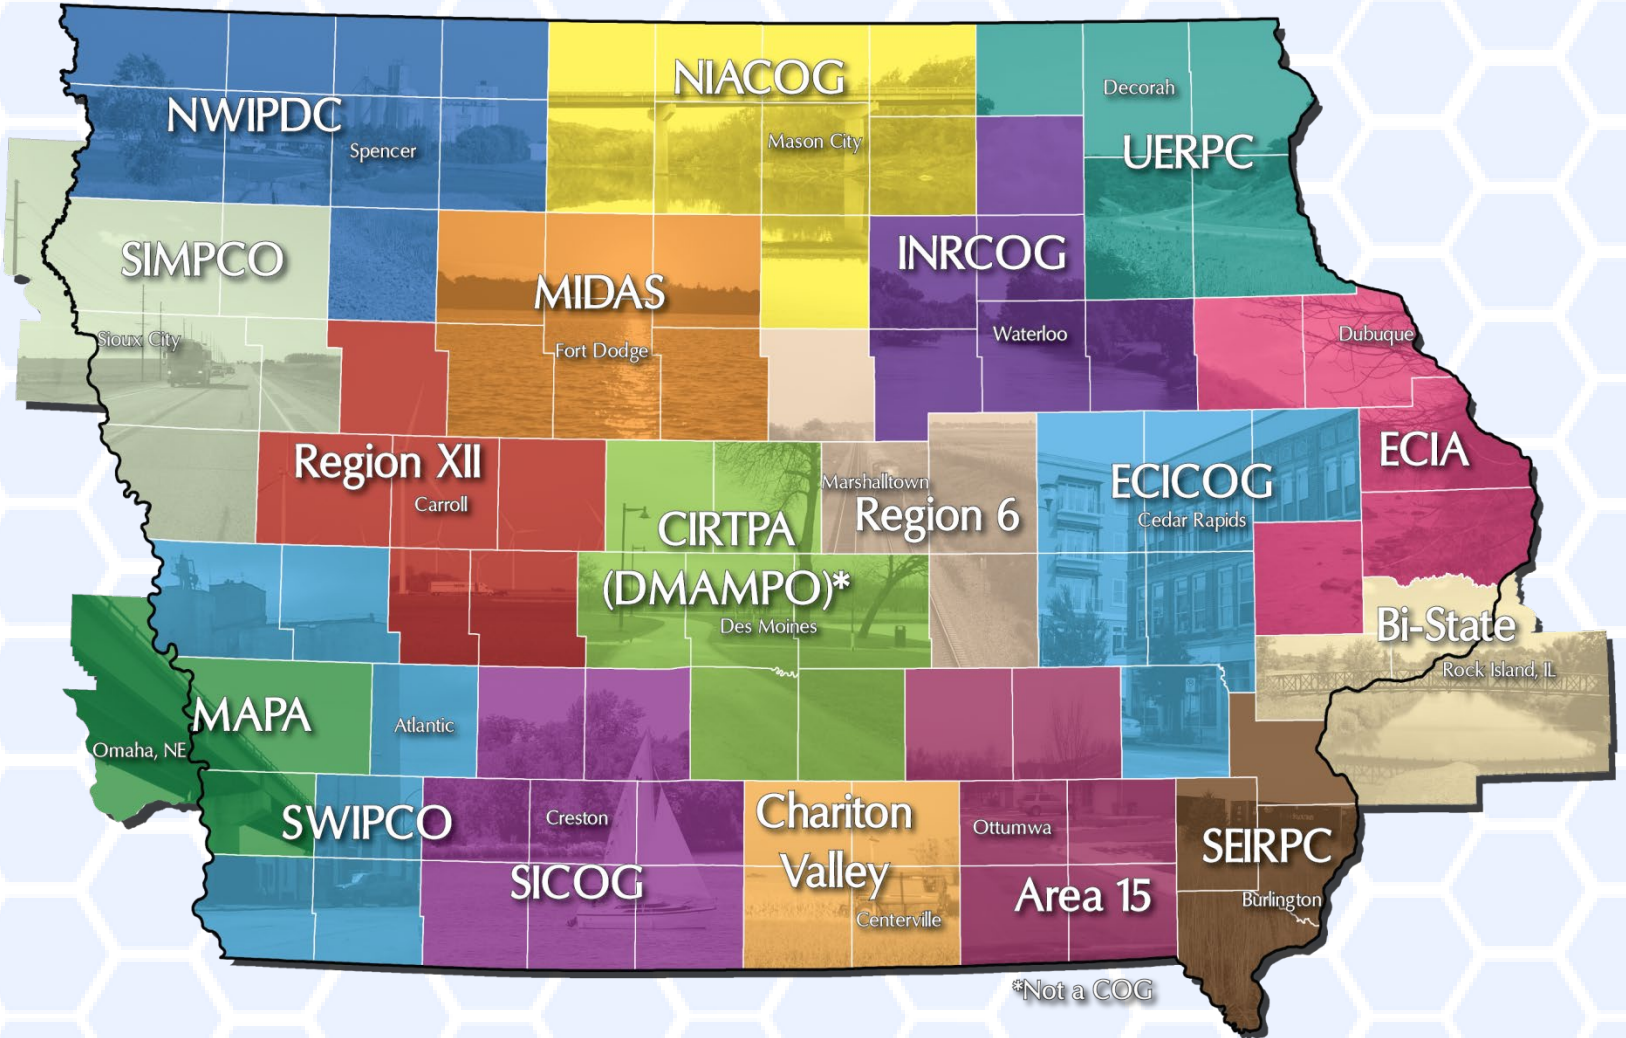 NIACOG
Decorah
NWIPDC
Mason City
Spencer
UERPC
SIMPCO
INRCOG
MIDAS
Sioux City
Fort Dodge
Waterloo
Dubuque
Region XII
Carroll
Marshalltown
Region 6
ECICOG
Cedar Rapids
ECIA
CIRTPA
(DMAMPO)*
Des Moines
Bi-State
Rock Island, IL
MAPA
Omaha, NE
Atlantic
SWIPCO
Creston
SICOG
Chariton
Valley
Centerville
Ottumwa
Area 15
SEIRPC
Burlington
*Not a COG